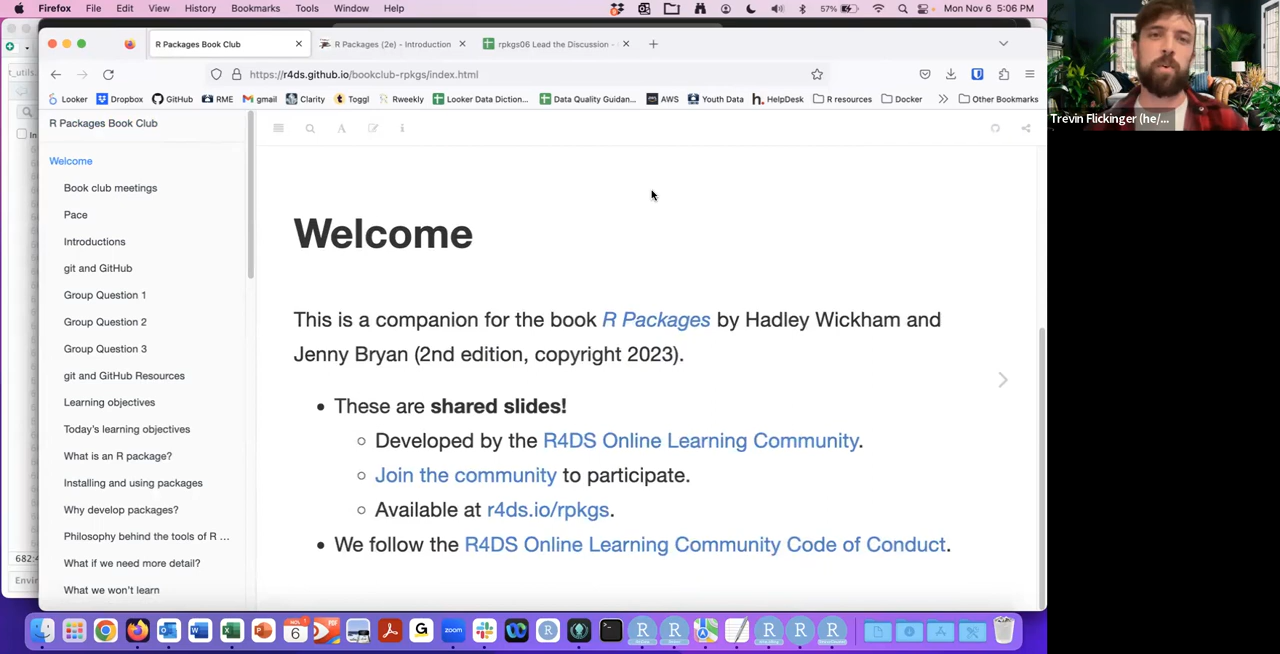 Firefox File Edit View History Bookmarks Tools Window Help 57% Mon Nov 6 5:06 PM
R Packages Book Club R Packages (2e) - Introduction rpkgs06 Lead the Discussion -
https://r4ds.github.io/bookclub-rpkgs/index.html
Looker Dropbox GitHub RME gmail Clarity Toggl Rweekly Looker Data Diction... Data Quality Guidan... AWS Youth Data HelpDesk R resources Docker Other Bookmarks
Trevin Flickinger (he/...
R Packages Book Club
Welcome
Book club meetings
Pace
Introductions
git and GitHub
Group Question 1
Group Question 2
Group Question 3
git and GitHub Resources
Learning objectives
Today's learning objectives
What is an R package?
Installing and using packages
Why develop packages?
Philosophy behind the tools of R ...
What if we need more detail?
What we won't learn
Welcome
This is a companion for the book R Packages by Hadley Wickham and
Jenny Bryan (2nd edition, copyright 2023).
These are shared slides!
Developed by the R4DS Online Learning Community.
Join the community to participate.
Available at r4ds.io/rpkgs.
We follow the R4DS Online Learning Community Code of Conduct.
t_utils.
In
682:4
Envir
NOV
6
zoom